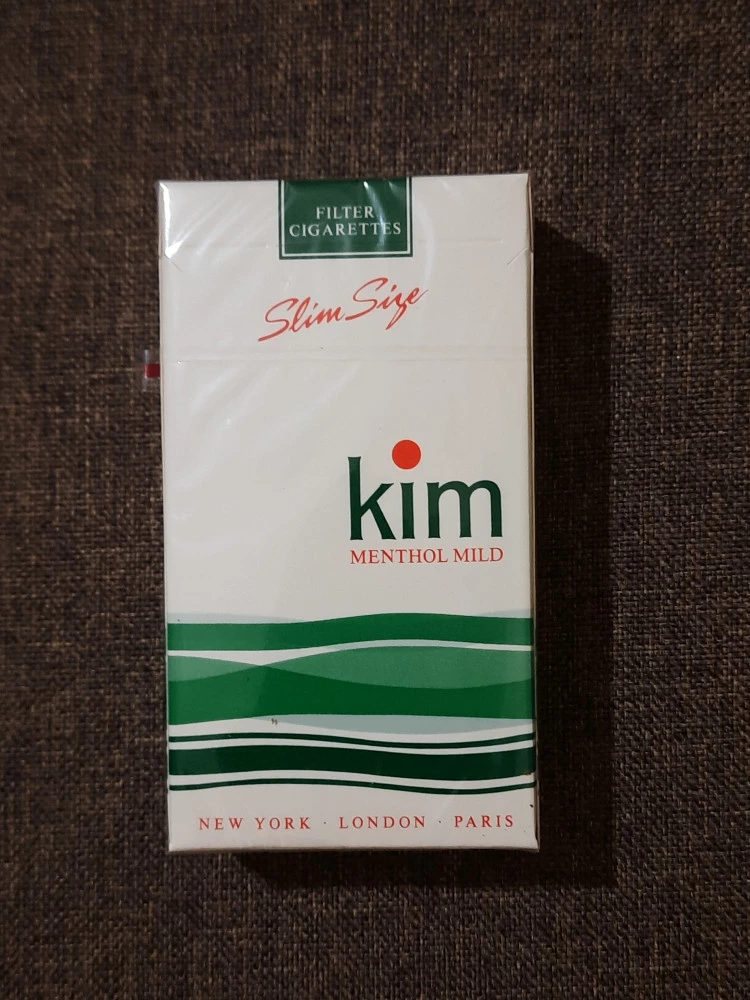 FILTER
CIGARETTES
Slim Size
kim
MENTHOL MILD
NEW YORK · LONDON · PARIS